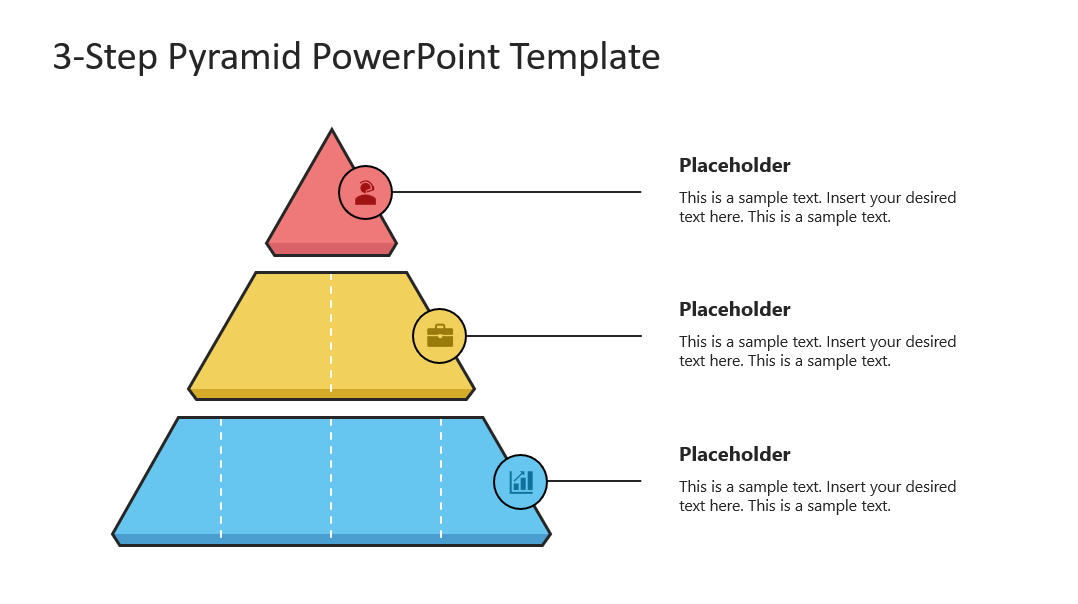 3-Step Pyramid PowerPoint Template
Placeholder
This is a sample text. Insert your desired
text here. This is a sample text.
Placeholder
This is a sample text. Insert your desired
text here. This is a sample text.
Placeholder
This is a sample text. Insert your desired
text here. This is a sample text.